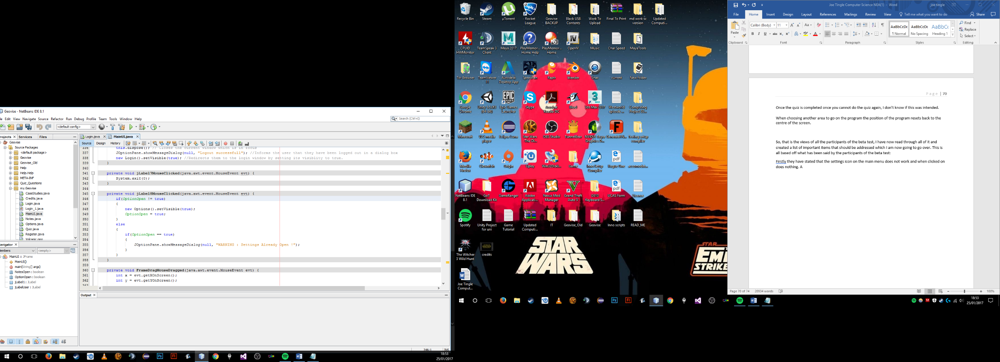 Geovise - NetBeans IDE 8.1
Edit View Navigate Source Refactor Run Debug Profile Team Tools Window Help
Search (Ctrl+I)
<default config>
Projects Services Files
Geovise
Source Packages
<default package>
Geovise
Geovise_Old
Help
Help.Help
META-INF
Quiz_Questions
my.Geovise
CaseStudies.java
Credits.java
Login.java
Login_1.java
MainUI.java
Notes.java
Options.java
Quiz.java
Register.java
Volcanic.png
Navigator
Members <empty>
MainUI :: JFrame
MainUI()
main(String[] args)
NotesOpen : boolean
OptionOpen : boolean
jLabel1 : JLabel
jLabelUser : JLabel
Login.java MainUI.java
Source Design History
336 this.dispose(); // Closes the current window which is in focus
337 JOptionPane.showMessageDialog(null, "Logout successfull"); //Informs the user that they have been logged out in a dialog box
338 new Login().setVisible(true); //Redirects them to the login window by setting its visiblity to true.
339 }
340
341 private void jLabel7MouseClicked(java.awt.event.MouseEvent evt) {
342 System.exit(0);
343 }
344
345 private void jLabel8MouseClicked(java.awt.event.MouseEvent evt) {
346 if(OptionOpen != true)
347 {
348 new Options().setVisible(true);
349 OptionOpen = true;
350 }
351 else
352 {
353 if(OptionOpen == true)
354 {
355 JOptionPane.showMessageDialog(null, "WARNING : Settings Already Open !");
356 }
357 }
358 }
359
360 private void FrameDragMouseDragged(java.awt.event.MouseEvent evt) {
361 int x = evt.getXOnScreen();
362 int y = evt.getYOnScreen();
363
Output
346:1 INS
18:53
25/01/2017
Recycle Bin
Steam
µTorrent
Rocket League
Geovise BACKUP
Black USB Contents
Work To Upload
Final To Print
md work sc version
Updated Computi...
CPUID HWMonitor
TeamSpeak 3 Client
Maya 2017
PlayMemor... Home Help
PlayMemor... Home
OpenIV
Music
Char Speed
MayaTools
Tor Browser
TeamViewer 11
Autodesk Desktop App
SpeedFan
Raptr
blender
Snaz
current
New folder
Google Chrome
Unity 5.5.0f3 (64-bit)
Epic Games Launcher
Skype
Acrobat Reader DC
BlueJ
3ds Max 2017
Westworld episode ...
Computing Project 03...
Minecraft
VLC media player
Eclipse Luna
Star Wars -The Ol...
OBS Studio
TunnelBear
NVIDIA Tegra Graphics D...
GenerateFN...
Testing setup compiler
Mozilla Firefox
Clownfish
Origin
Uplay
Win32DiskI...
Game
Inno Setup Compiler
Rogue One
accomodat...
NetBeans IDE 8.1
GoT Download Kit
GameRanger
Adobe Applicati...
Nexus Mod Manager
Grand Theft Auto V
G910 Keyboard S...
UCAS Form
License
Spotify
Unity Project for uni
Game Tutorial
Updated Computi...
IT
Geovise_Old
Geovise
Inno scripts
READ_ME
The Witcher 3 Wild Hunt
credits
Joe Tingle Comput...
STAR WARS
STAR
EM
STRIKE
Joe Tingle Computer Science NEA(1) - Word
joe tingle
File Home Insert Design Layout References Mailings Review View Tell me what you want to do Share
Paste
Calibri (Body) 11
AaBbCcDc AaBbCcDc AaBbCc
¶ Normal No Spacing Heading 1
Find
Replace
Select
Clipboard Font Paragraph Styles Editing
Page | 70
Once the quiz is completed once you cannot do the quiz again, I don't know if this was intended.
When choosing another area to go on the program the position of the program resets back to the
centre of the screen.
So, that is the views of all the participants of the beta test, I have now read through all of it and
created a list of important items that should be addressed which I am now going to go over. This is
all based off what has been said by the participants of the beta test:
Firstly they have stated that the settings icon on the main menu does not work and when clicked on
does nothing. A
Page 70 of 74 20934 words
100%
18:53
25/01/2017